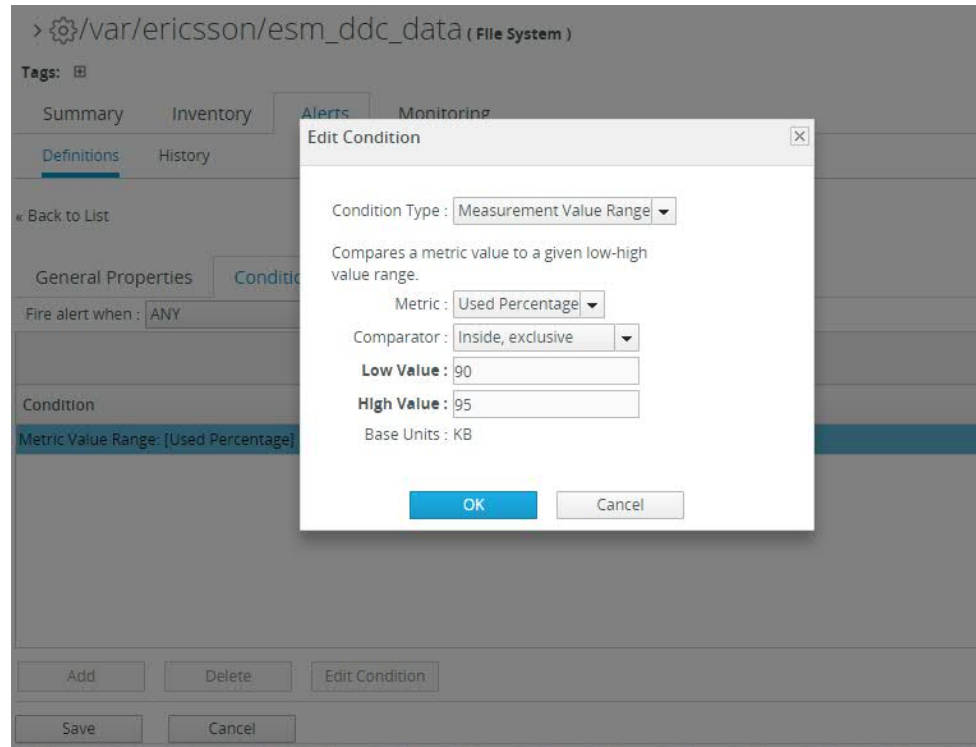 /var/ericsson/esm_ddc_data ( File System )
Tags:
Summary Inventory Alerts Monitoring
Edit Condition
Definitions History
Condition Type : Measurement Value Range
« Back to List
Compares a metric value to a given low-high
value range.
General Properties
Metric : Used Percentage
Fire alert when : ANY
Comparator : Inside, exclusive
Low Value : 90
High Value : 95
Condition
Base Units : KB
Metric Value Range: [Used Percentage]
OK Cancel
Add Delete Edit Condition
Save Cancel